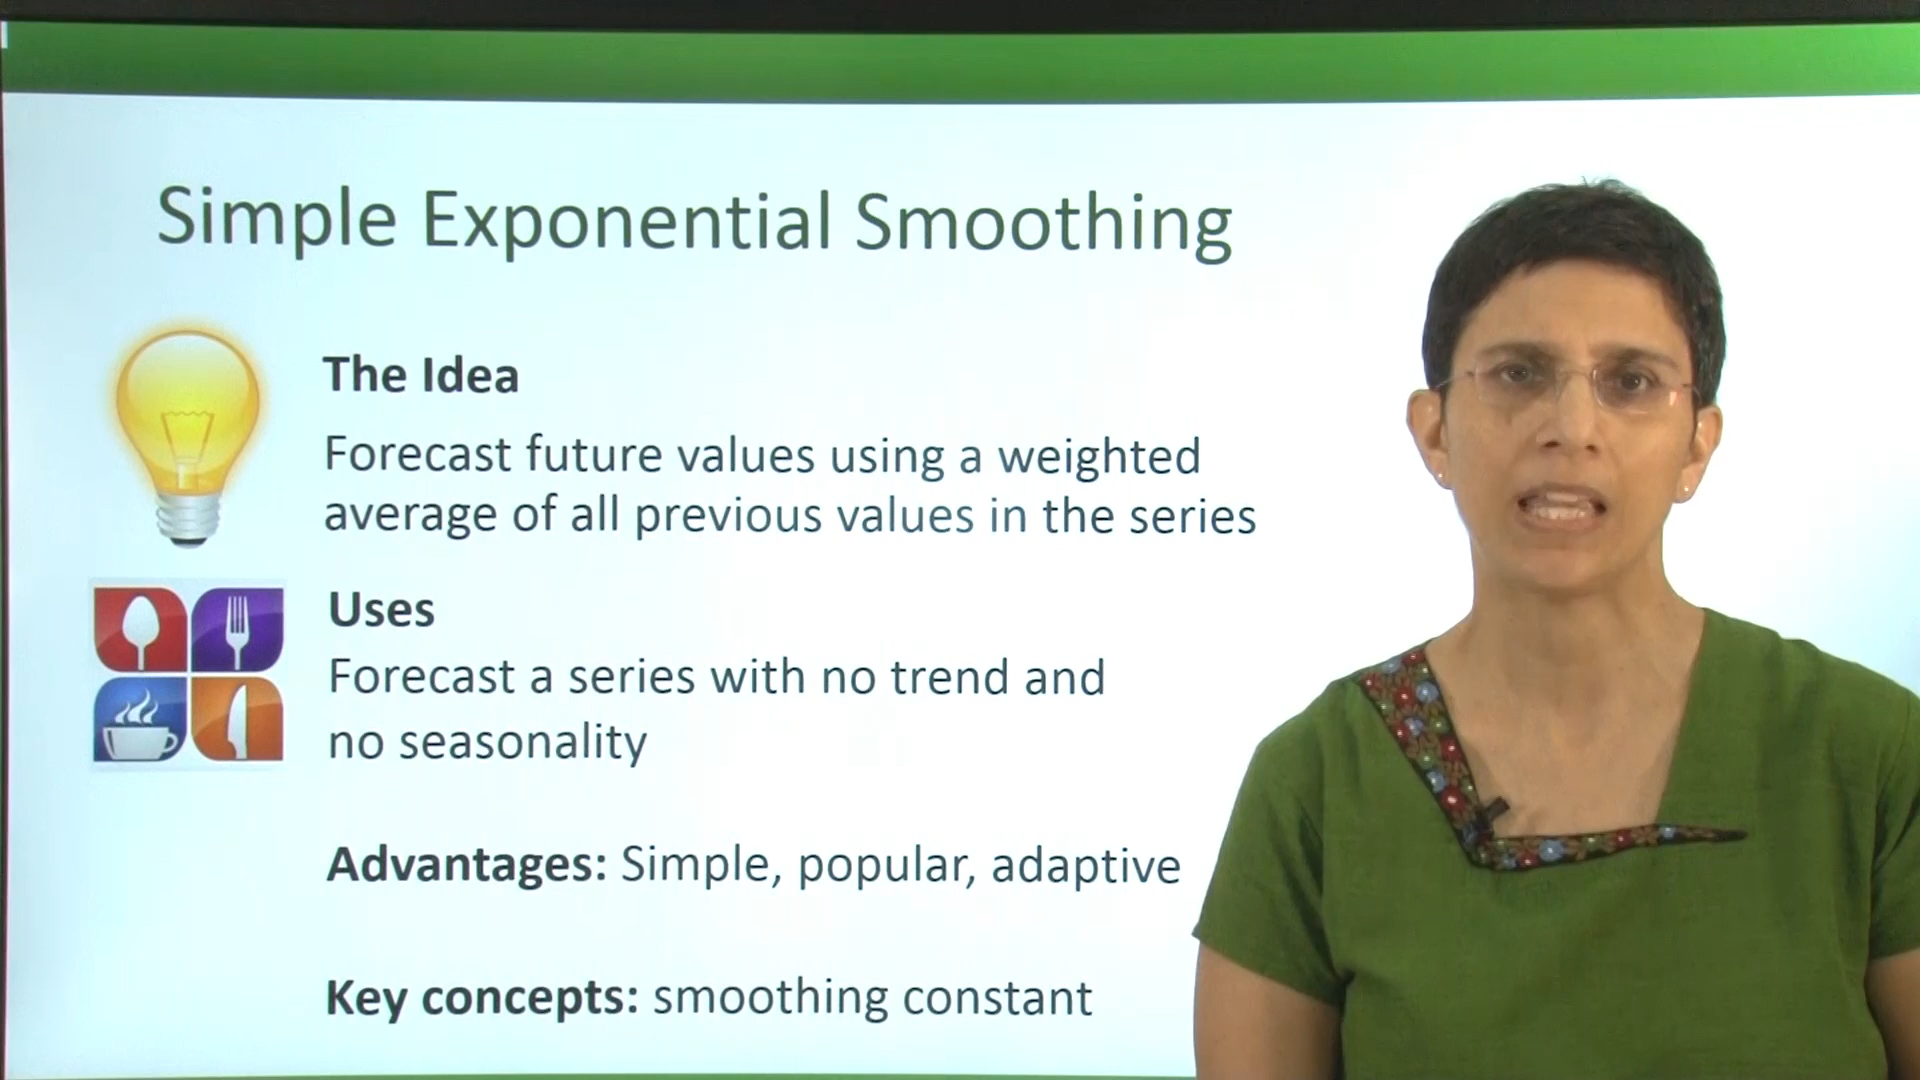 Simple Exponential Smoothing
The Idea
Forecast future values using a weighted
average of all previous values in the series
Uses
Forecast a series with no trend and
no seasonality
Advantages: Simple, popular, adaptive
Key concepts: smoothing constant